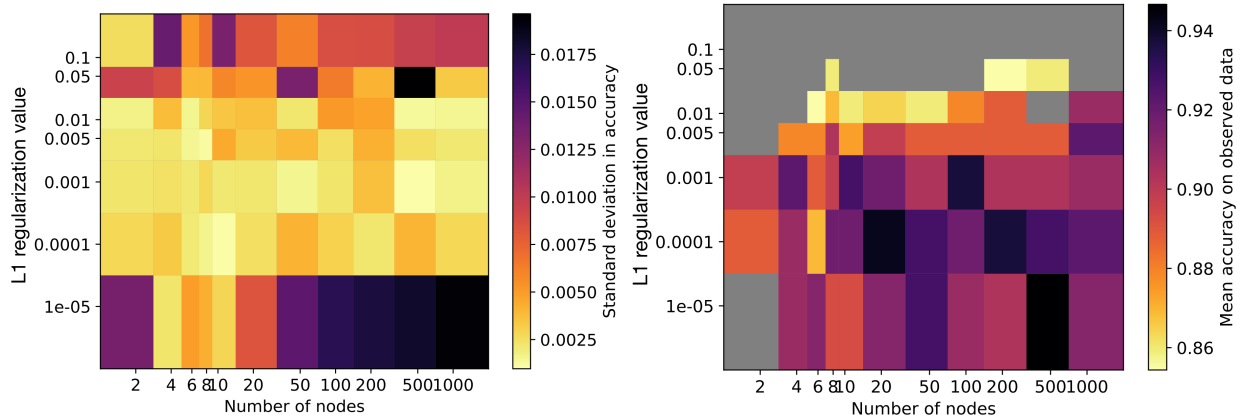 L1 regularization value
0.1
0.05
0.01
0.005
0.001
0.0001
1e-05
2 4 6 8 10 20 50 100 200 500 1000
Number of nodes
0.0175
0.0150
0.0125
0.0100
0.0075
0.0050
0.0025
Standard deviation in accuracy
L1 regularization value
0.1
0.05
0.01
0.005
0.001
0.0001
1e-05
2 4 6 8 10 20 50 100 200 500 1000
Number of nodes
0.94
0.92
0.90
0.88
0.86
Mean accuracy on observed data